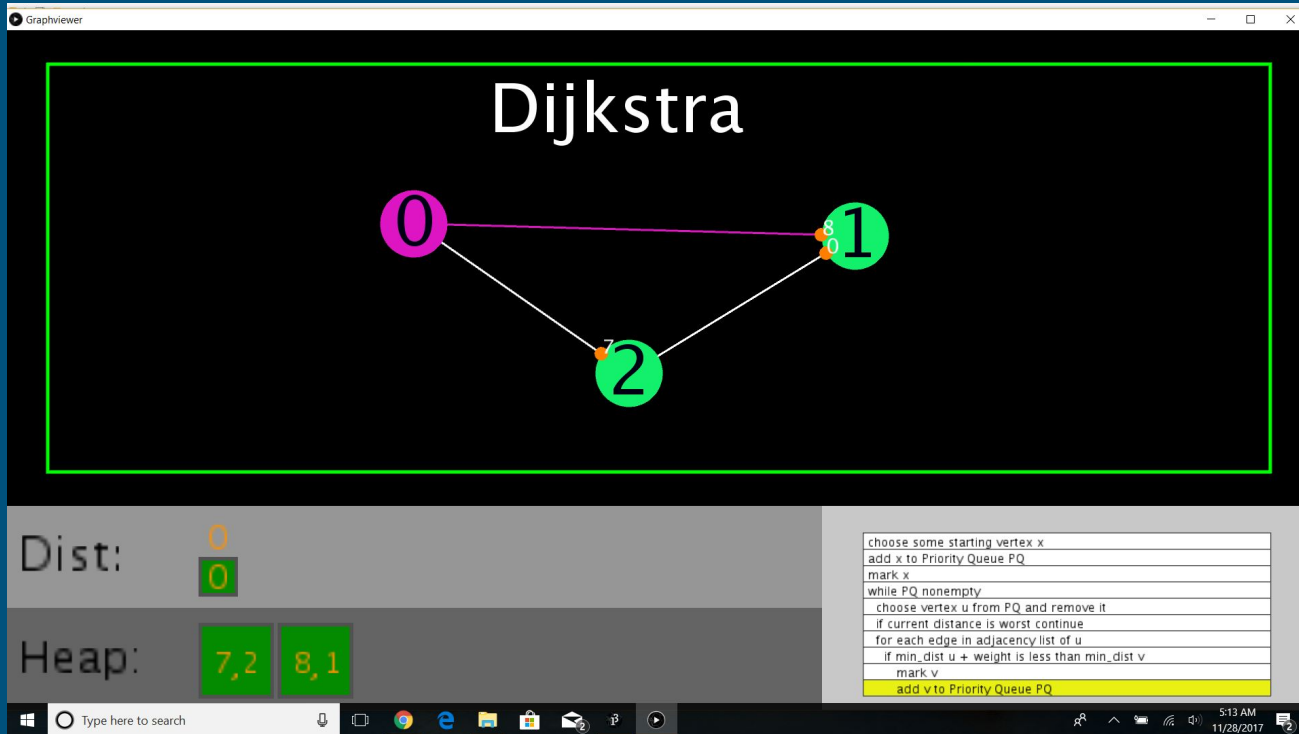 Graphviewer
Dijkstra
0
8
1
0
7
2
Dist:
0
0
Heap:
7,2
8,1
choose some starting vertex x
add x to Priority Queue PQ
mark x
while PQ nonempty
choose vertex u from PQ and remove it
if current distance is worst continue
for each edge in adjacency list of u
if min_dist u + weight is less than min_dist v
mark v
add v to Priority Queue PQ
Type here to search
2
i³
5:13 AM
11/28/2017
2